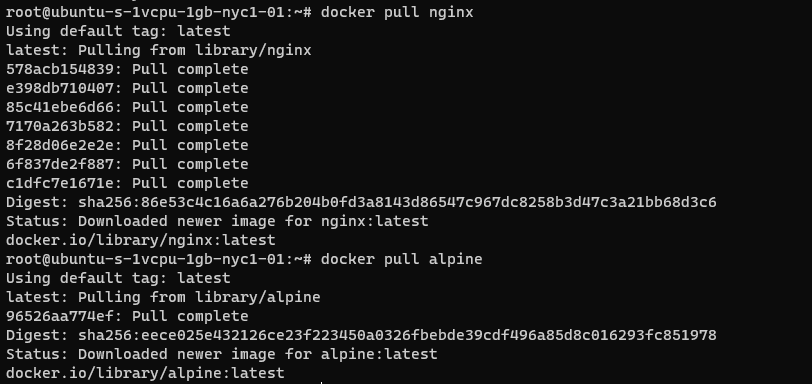 root@ubuntu-s-1vcpu-1gb-nyc1-01:~# docker pull nginx
Using default tag: latest
latest: Pulling from library/nginx
578acb154839: Pull complete
e398db710407: Pull complete
85c41ebe6d66: Pull complete
7170a263b582: Pull complete
8f28d06e2e2e: Pull complete
6f837de2f887: Pull complete
c1dfc7e1671e: Pull complete
Digest: sha256:86e53c4c16a6a276b204b0fd3a8143d86547c967dc8258b3d47c3a21bb68d3c6
Status: Downloaded newer image for nginx:latest
docker.io/library/nginx:latest
root@ubuntu-s-1vcpu-1gb-nyc1-01:~# docker pull alpine
Using default tag: latest
latest: Pulling from library/alpine
96526aa774ef: Pull complete
Digest: sha256:eece025e432126ce23f223450a0326fbebde39cdf496a85d8c016293fc851978
Status: Downloaded newer image for alpine:latest
docker.io/library/alpine:latest